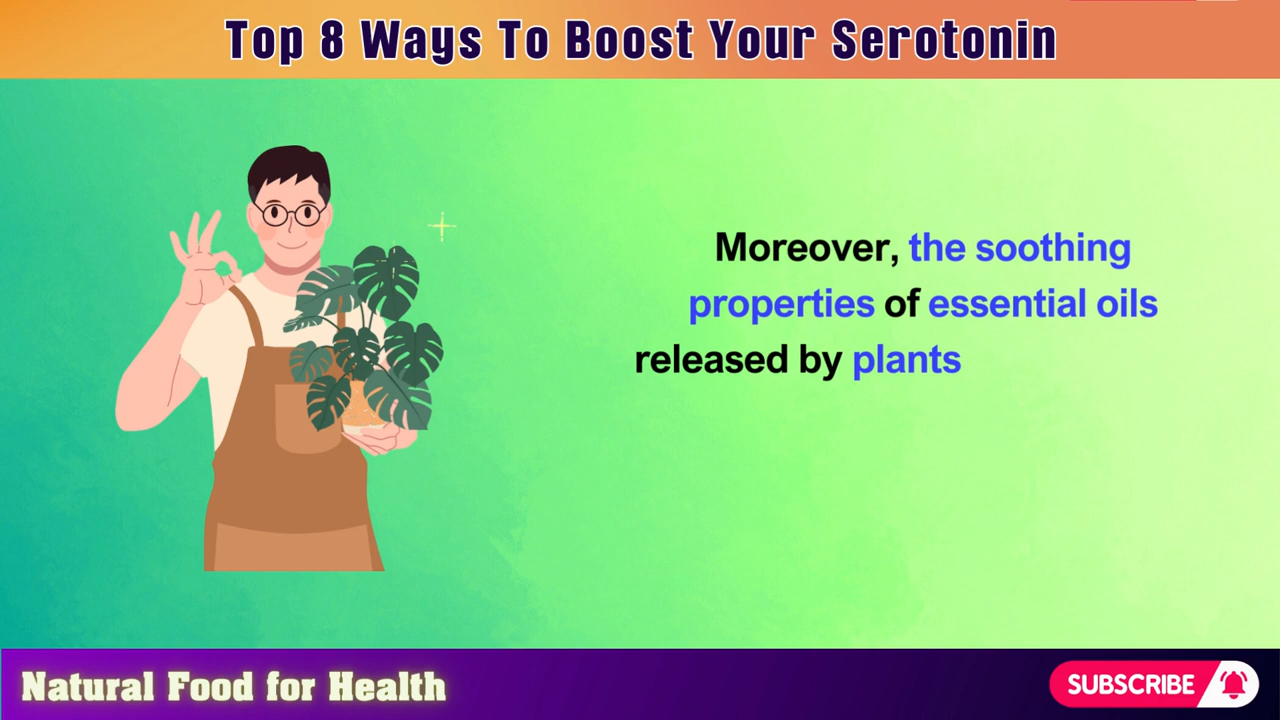 Top 8 Ways To Boost Your Serotonin
Moreover, the soothing
properties of essential oils
released by plants
Natural Food for Health
SUBSCRIBE